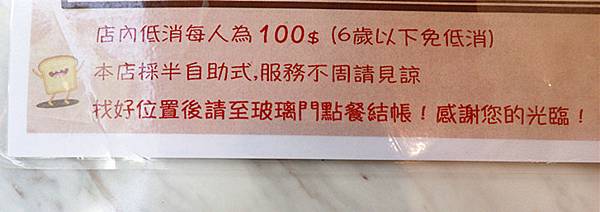 店內低消每人為100$ (6歲以下免低消)
本店採半自助式,服務不周請見諒
找好位置後請至玻璃門點餐結帳！感謝您的光臨！